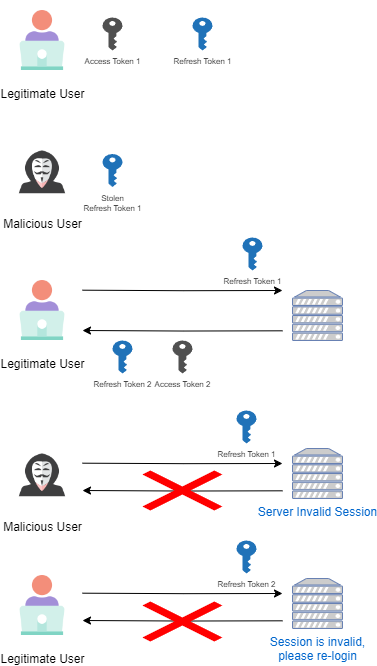 Access Token 1
Refresh Token 1
Legitimate User
Stolen
Refresh Token 1
Malicious User
Refresh Token 1
Legitimate User
Refresh Token 2
Access Token 2
Refresh Token 1
Server Invalid Session
Malicious User
Refresh Token 2
Session is invalid,
please re-login
Legitimate User